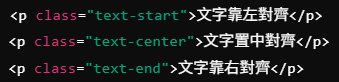 <p class="text-start">文字靠左對齊</p>
<p class="text-center">文字置中對齊</p>
<p class="text-end">文字靠右對齊</p>